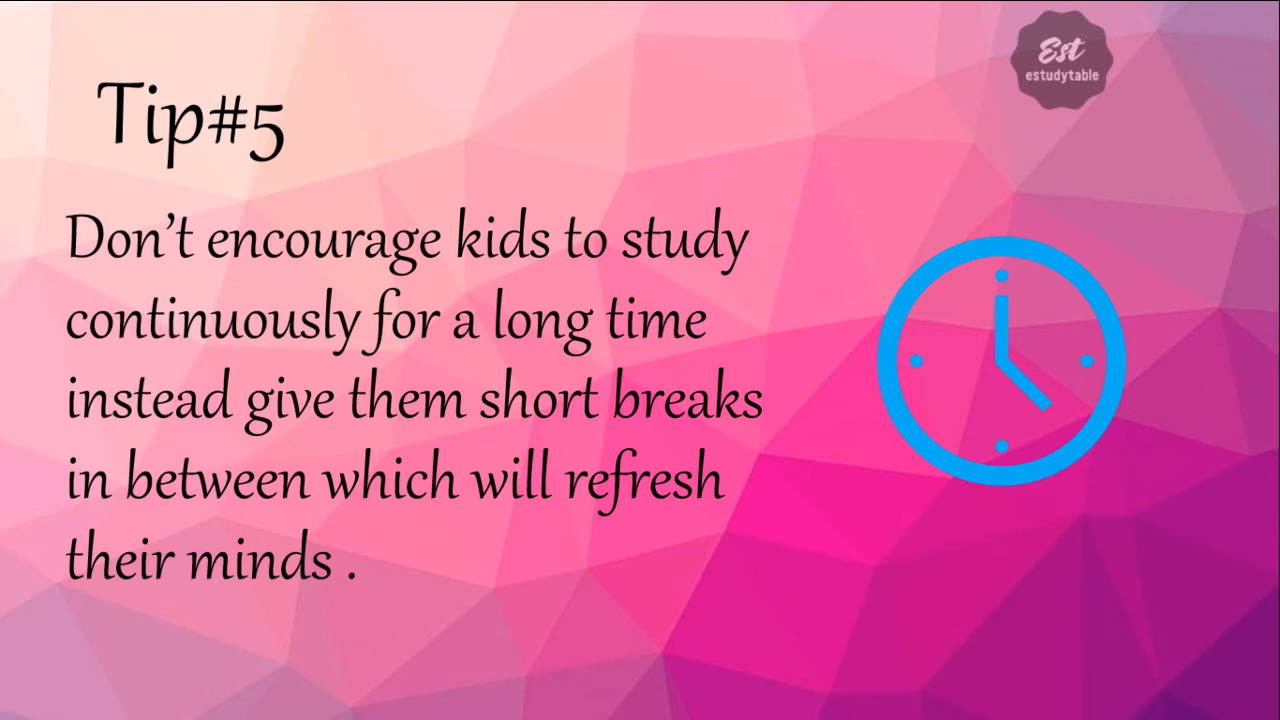 Est
estudytable
Tip#5
Don’t encourage kids to study
continuously for a long time
instead give them short breaks
in between which will refresh
their minds .